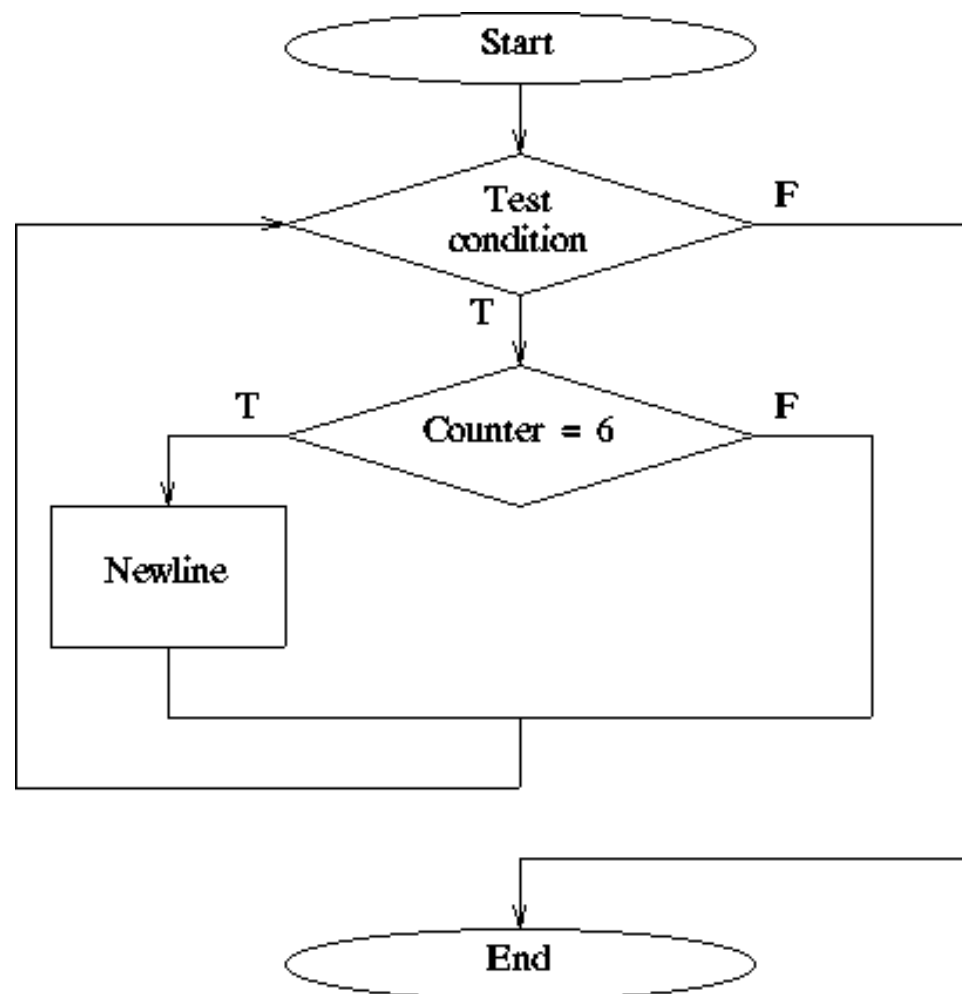 Start
Test
condition
F
T
T
Counter = 6
F
Newline
End